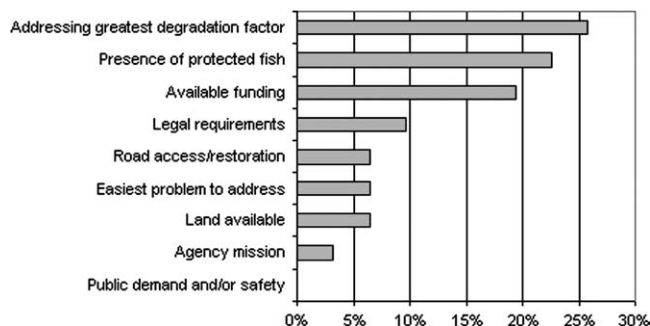 Addressing greatest degradation factor
Presence of protected fish
Available funding
Legal requirements
Road access/restoration
Easiest problem to address
Land available
Agency mission
Public demand and/or safety
0% 5% 10% 15% 20% 25% 30%